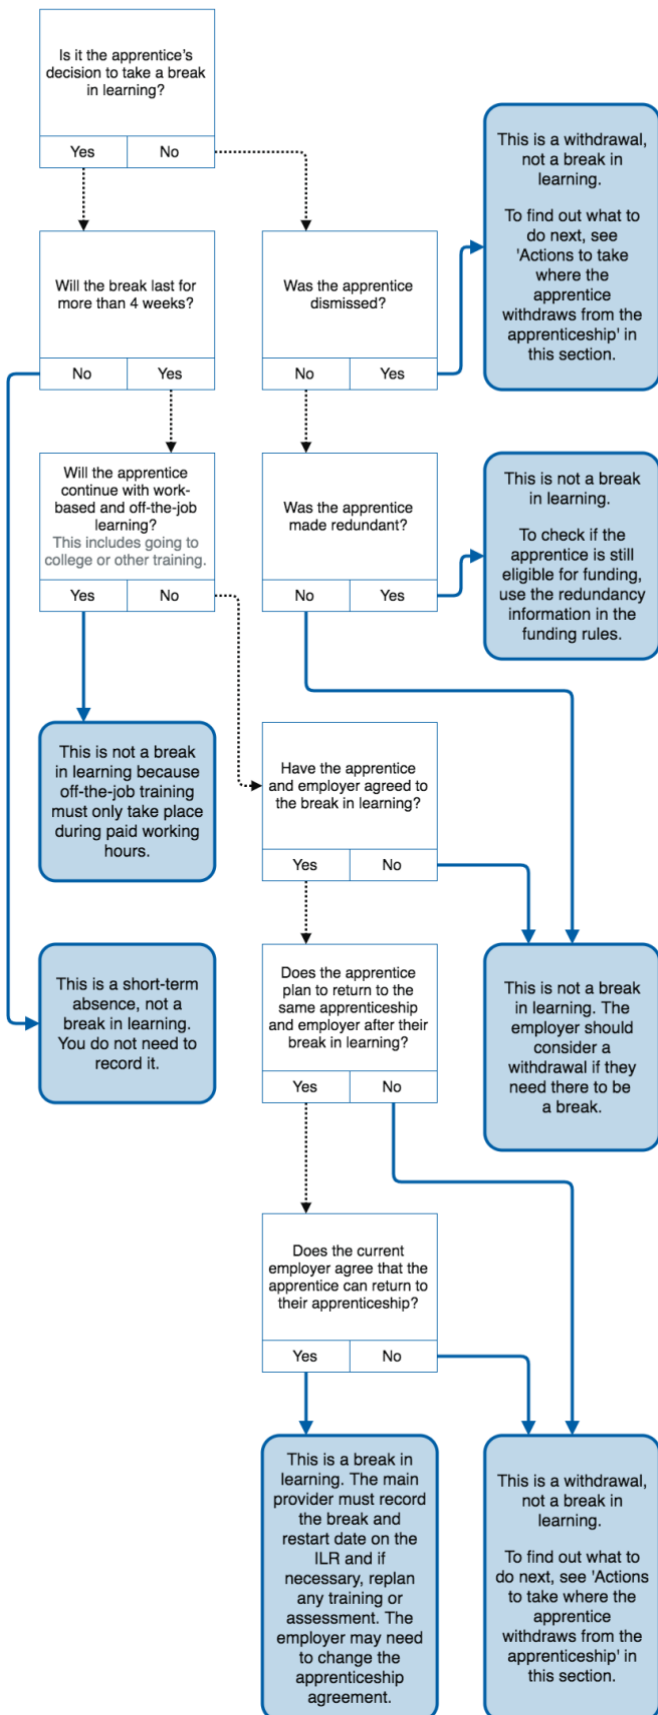 Is it the apprentice's
decision to take a break
in learning?
Yes
No
Will the break last for
more than 4 weeks?
No
Yes
Was the apprentice
dismissed?
No
Yes
This is a withdrawal,
not a break in
learning.
To find out what to
do next, see
'Actions to take
where the
apprentice
withdraws from the
apprenticeship' in
this section.
Will the apprentice
continue with work-
based and off-the-job
learning?
This includes going to
college or other training.
Yes
No
Was the apprentice
made redundant?
No
Yes
This is not a break
in learning.
To check if the
apprentice is still
eligible for funding,
use the redundancy
information in the
funding rules.
This is not a break
in learning because
off-the-job training
must only take place
during paid working
hours.
Have the apprentice
and employer agreed to
the break in learning?
Yes
No
This is a short-term
absence, not a
break in learning.
You do not need to
record it.
Does the apprentice
plan to return to the
same apprenticeship
and employer after their
break in learning?
Yes
No
This is not a break
in learning. The
employer should
consider a
withdrawal if they
need there to be
a break.
Does the current
employer agree that the
apprentice can return to
their apprenticeship?
Yes
No
This is a break in
learning. The main
provider must record
the break and
restart date on the
ILR and if
necessary, replan
any training or
assessment. The
employer may need
to change the
apprenticeship
agreement.
This is a withdrawal,
not a break in
learning.
To find out what to
do next, see 'Actions
to take where the
apprentice
withdraws from the
apprenticeship' in
this section.